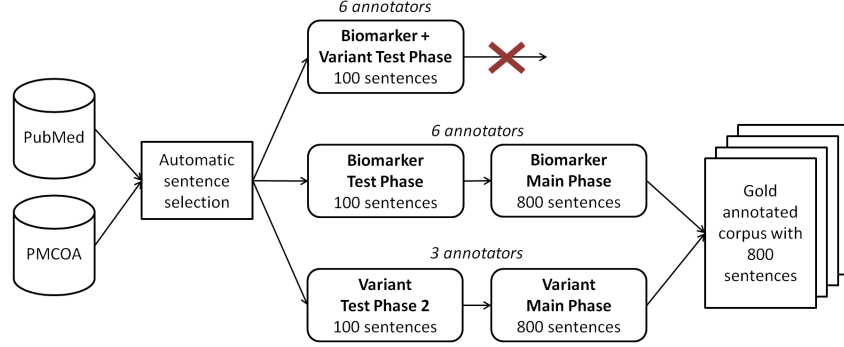 6 annotators
Biomarker +
Variant Test Phase
100 sentences
PubMed
PMCOA
Automatic
sentence
selection
6 annotators
Biomarker
Test Phase
100 sentences
Biomarker
Main Phase
800 sentences
3 annotators
Variant
Test Phase 2
100 sentences
Variant
Main Phase
800 sentences
Gold
annotated
corpus with
800
sentences